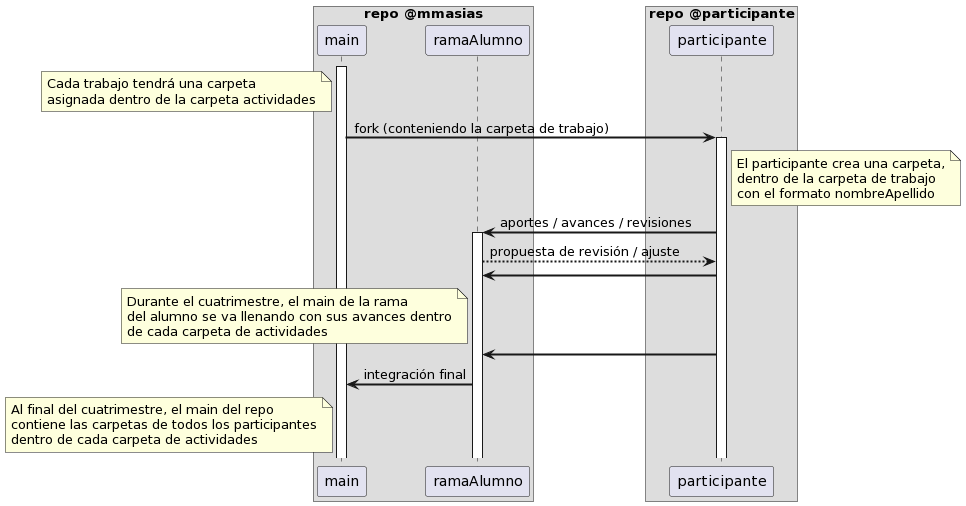 repo @mmasias
repo @participante
main
ramaAlumno
participante
Cada trabajo tendrá una carpeta
asignada dentro de la carpeta actividades
fork (conteniendo la carpeta de trabajo)
El participante crea una carpeta,
dentro de la carpeta de trabajo
con el formato nombreApellido
aportes / avances / revisiones
propuesta de revisión / ajuste
Durante el cuatrimestre, el main de la rama
del alumno se va llenando con sus avances dentro
de cada carpeta de actividades
integración final
Al final del cuatrimestre, el main del repo
contiene las carpetas de todos los participantes
dentro de cada carpeta de actividades
main
ramaAlumno
participante